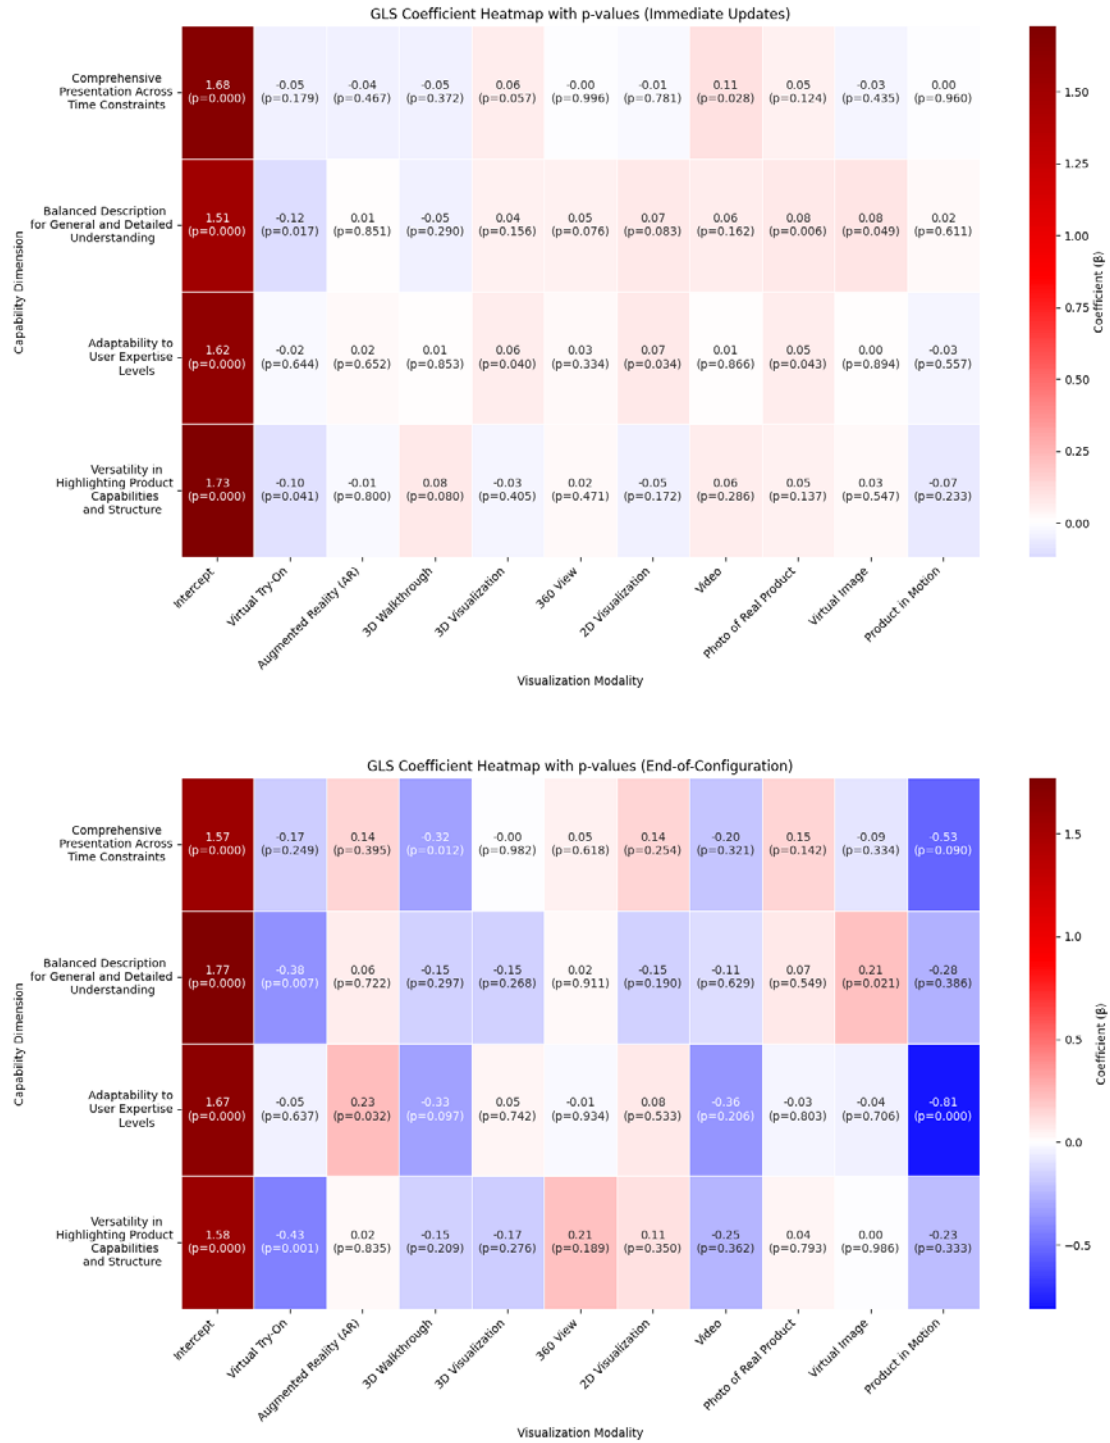 GLS Coefficient Heatmap with p-values (Immediate Updates)
Capability Dimension
Comprehensive
Presentation Across
Time Constraints
1.68 -0.05 -0.04 -0.05 0.06 -0.00 -0.01 0.11 0.05 -0.03 0.00
(p=0.000) (p=0.179) (p=0.467) (p=0.372) (p=0.057) (p=0.996) (p=0.781) (p=0.028) (p=0.124) (p=0.435) (p=0.960)
Balanced Description
for General and Detailed
Understanding
1.51 -0.12 0.01 -0.05 0.04 0.05 0.07 0.06 0.08 0.08 0.02
(p=0.000) (p=0.017) (p=0.851) (p=0.290) (p=0.156) (p=0.076) (p=0.083) (p=0.162) (p=0.006) (p=0.049) (p=0.611)
Adaptability to
User Expertise
Levels
1.62 -0.02 0.02 0.01 0.06 0.03 0.07 0.01 0.05 0.00 -0.03
(p=0.000) (p=0.644) (p=0.652) (p=0.853) (p=0.040) (p=0.334) (p=0.034) (p=0.866) (p=0.043) (p=0.894) (p=0.557)
Versatility in
Highlighting Product
Capabilities
and Structure
1.73 -0.10 -0.01 0.08 -0.03 0.02 -0.05 0.06 0.05 0.03 -0.07
(p=0.000) (p=0.041) (p=0.800) (p=0.080) (p=0.405) (p=0.471) (p=0.172) (p=0.286) (p=0.137) (p=0.547) (p=0.233)
Intercept
Virtual Try-On
Augmented Reality (AR)
3D Walkthrough
3D Visualization
360 View
2D Visualization
Video
Photo of Real Product
Virtual Image
Product in Motion
Visualization Modality
1.50
1.25
1.00
0.75
0.50
0.25
0.00
Coefficient (β)
GLS Coefficient Heatmap with p-values (End-of-Configuration)
Capability Dimension
Comprehensive
Presentation Across
Time Constraints
1.57 -0.17 0.14 -0.32 -0.00 0.05 0.14 -0.20 0.15 -0.09 -0.53
(p=0.000) (p=0.249) (p=0.395) (p=0.012) (p=0.982) (p=0.618) (p=0.254) (p=0.321) (p=0.142) (p=0.334) (p=0.090)
Balanced Description
for General and Detailed
Understanding
1.77 -0.38 0.06 -0.15 -0.15 0.02 -0.15 -0.11 0.07 0.21 -0.28
(p=0.000) (p=0.007) (p=0.722) (p=0.297) (p=0.268) (p=0.911) (p=0.190) (p=0.629) (p=0.549) (p=0.021) (p=0.386)
Adaptability to
User Expertise
Levels
1.67 -0.05 0.23 -0.33 0.05 -0.01 0.08 -0.36 -0.03 -0.04 -0.81
(p=0.000) (p=0.637) (p=0.032) (p=0.097) (p=0.742) (p=0.934) (p=0.533) (p=0.206) (p=0.803) (p=0.706) (p=0.000)
Versatility in
Highlighting Product
Capabilities
and Structure
1.58 -0.43 0.02 -0.15 -0.17 0.21 0.11 -0.25 0.04 0.00 -0.23
(p=0.000) (p=0.001) (p=0.835) (p=0.209) (p=0.276) (p=0.189) (p=0.350) (p=0.362) (p=0.793) (p=0.986) (p=0.333)
Intercept
Virtual Try-On
Augmented Reality (AR)
3D Walkthrough
3D Visualization
360 View
2D Visualization
Video
Photo of Real Product
Virtual Image
Product in Motion
Visualization Modality
1.5
1.0
0.5
0.0
−0.5
Coefficient (β)